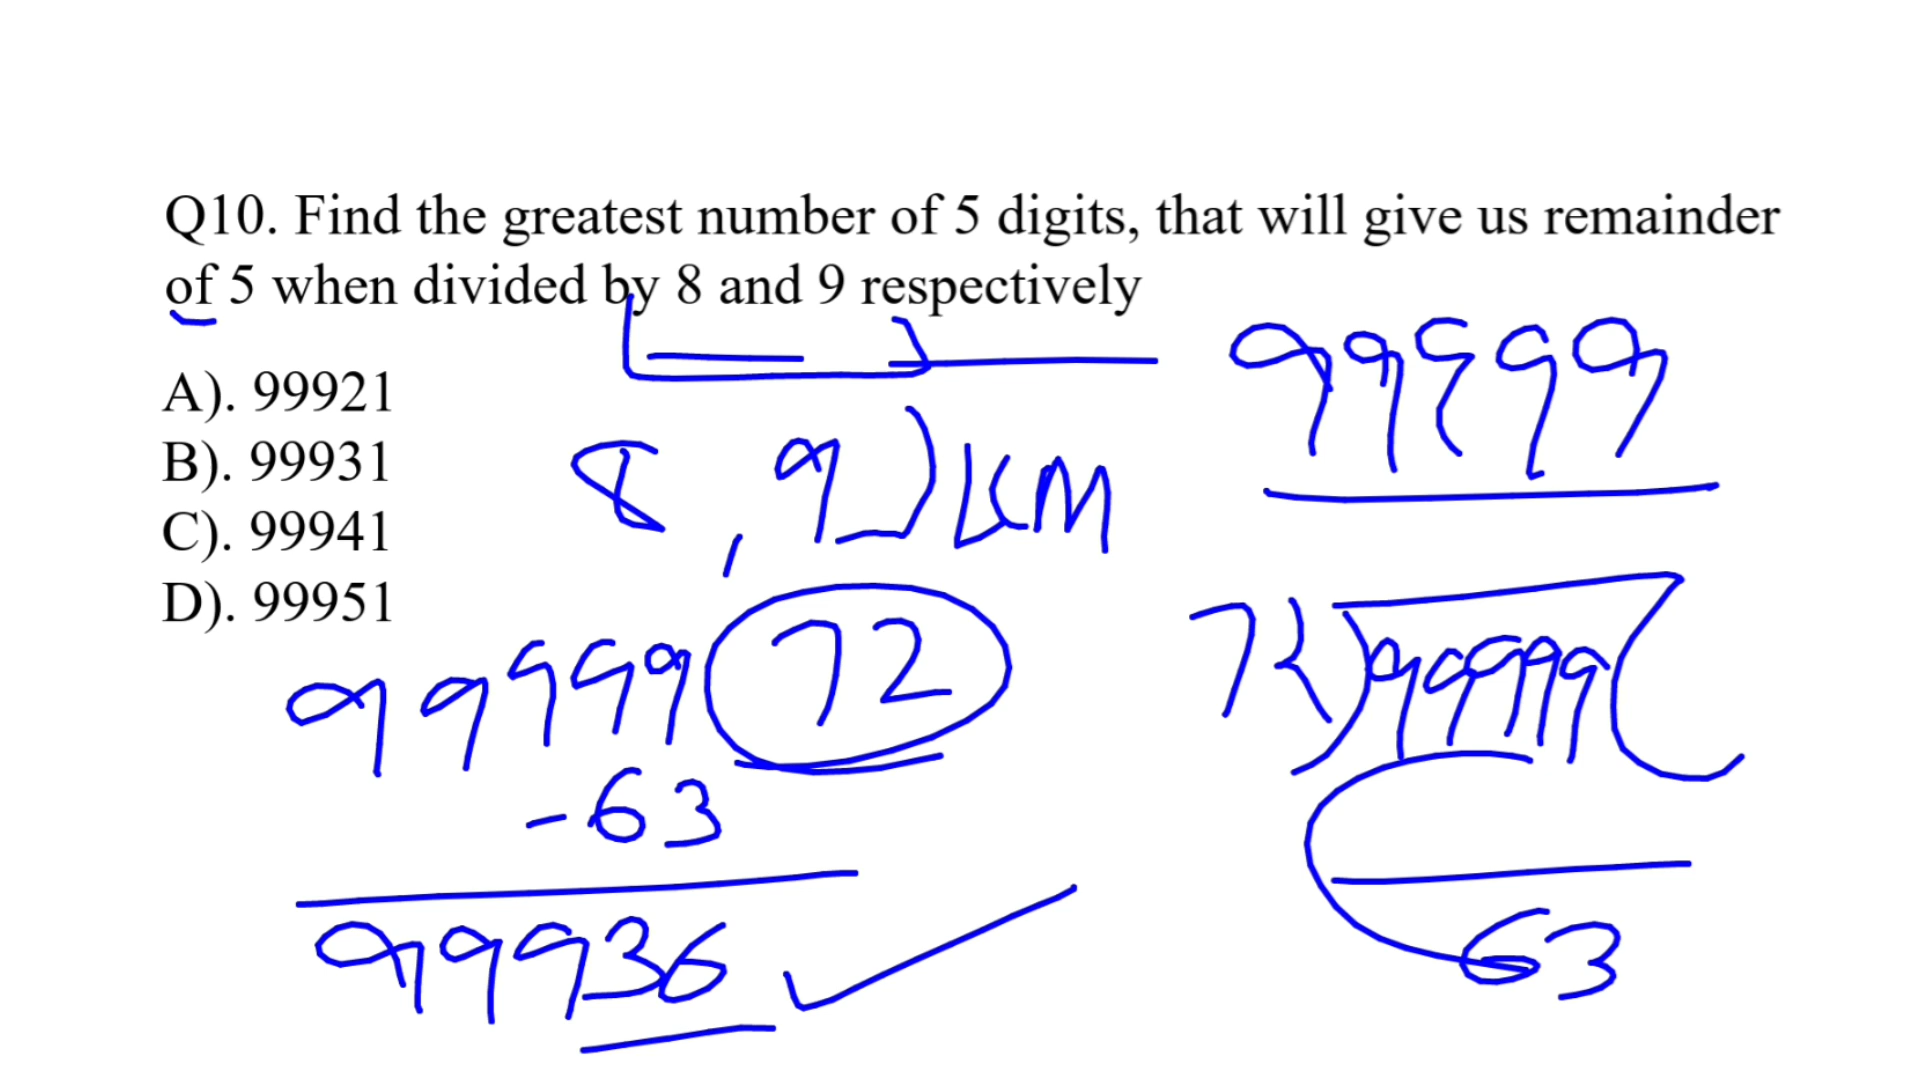 Q10. Find the greatest number of 5 digits, that will give us remainder
of 5 when divided by 8 and 9 respectively
A). 99921
B). 99931
C). 99941
D). 99951
99999
8, 9) LCM
72
72)99999(
63
99999
-63
99936